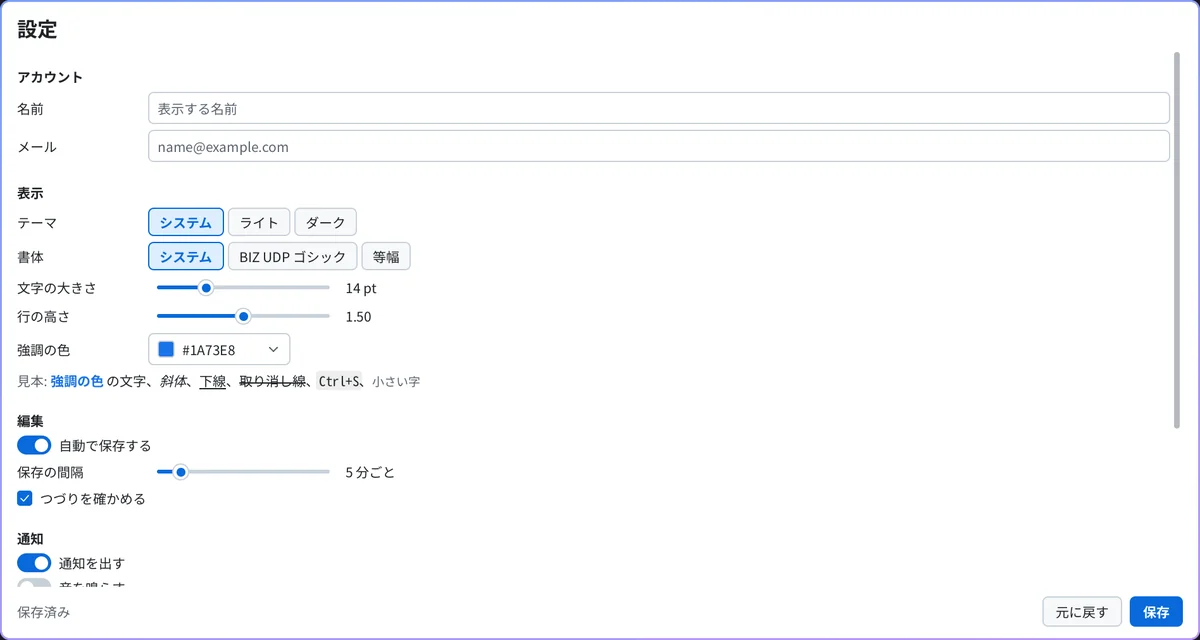 設定
アカウント
名前 表示する名前
メール name@example.com
表示
テーマ システム ライト ダーク
書体 システム BIZ UDP ゴシック 等幅
文字の大きさ 14 pt
行の高さ 1.50
強調の色 #1A73E8
見本: 強調の色 の文字、斜体、下線、取り消し線、Ctrl+S、小さい字
編集
自動で保存する
保存の間隔 5 分ごと
つづりを確かめる
通知
通知を出す
音を鳴らす
保存済み 元に戻す 保存